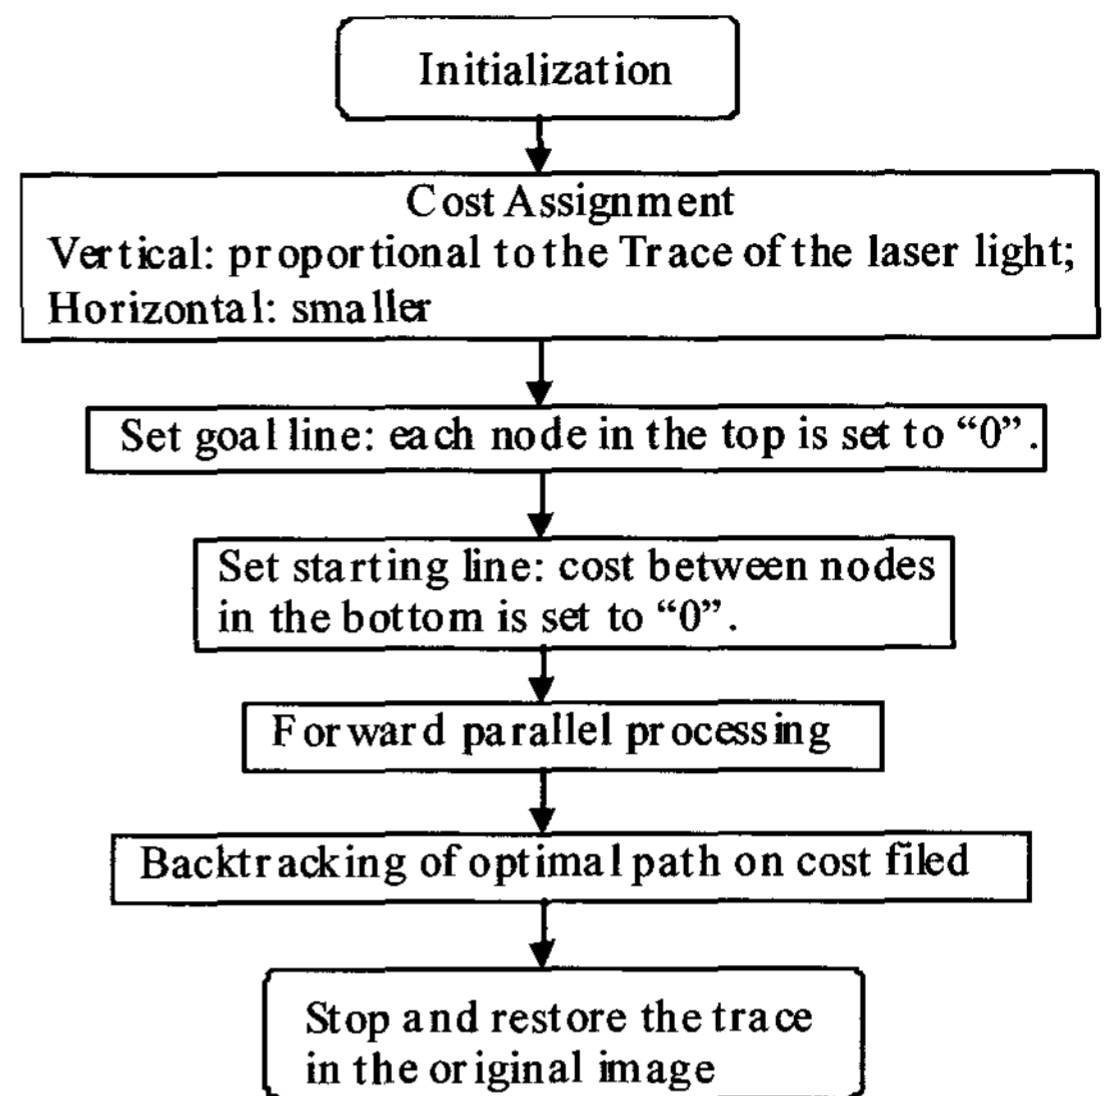 Initialization
Cost Assignment
Vertical: proportional to the Trace of the laser light;
Horizontal: smaller
Set goal line: each node in the top is set to “0”.
Set starting line: cost between nodes
in the bottom is set to “0”.
Forward parallel processing
Backtracking of optimal path on cost filed
Stop and restore the trace
in the original image